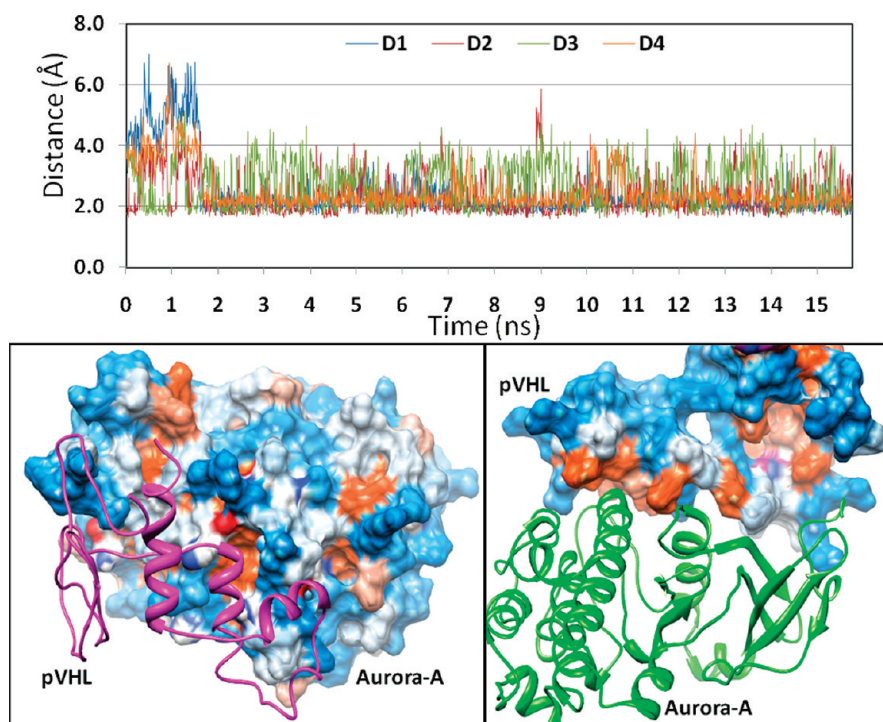 8.0
D1 D2 D3 D4
6.0
Distance (Å)
4.0
2.0
0.0
0 1 2 3 4 5 6 7 8 9 10 11 12 13 14 15
Time (ns)
pVHL
Aurora-A
pVHL
Aurora-A